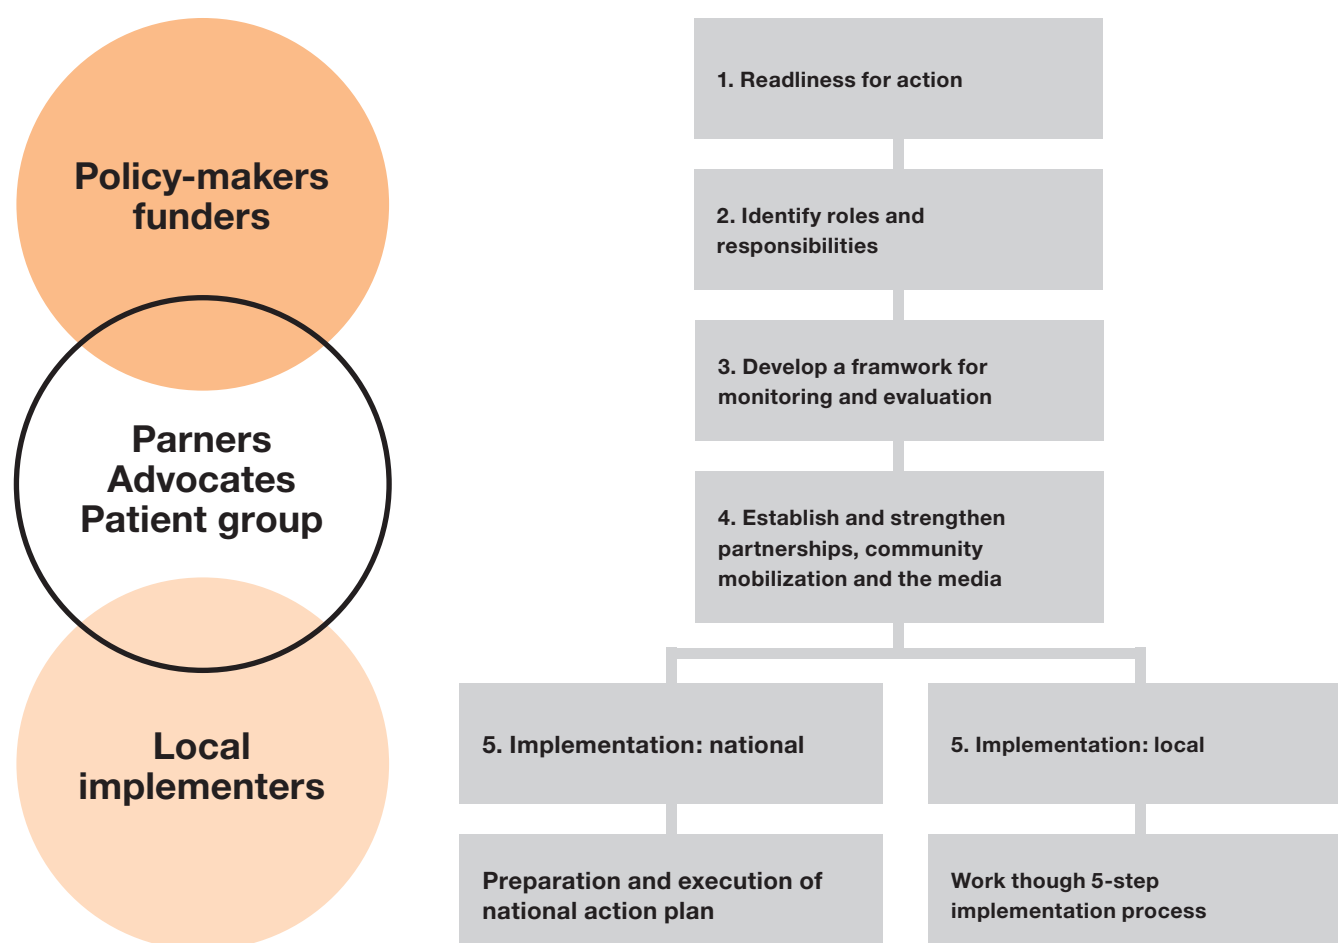 Policy-makers
funders
Parners
Advocates
Patient group
Local
implementers
1. Readliness for action
2. Identify roles and
responsibilities
3. Develop a framwork for
monitoring and evaluation
4. Establish and strengthen
partnerships, community
mobilization and the media
5. Implementation: national
Preparation and execution of
national action plan
5. Implementation: local
Work though 5-step
implementation process